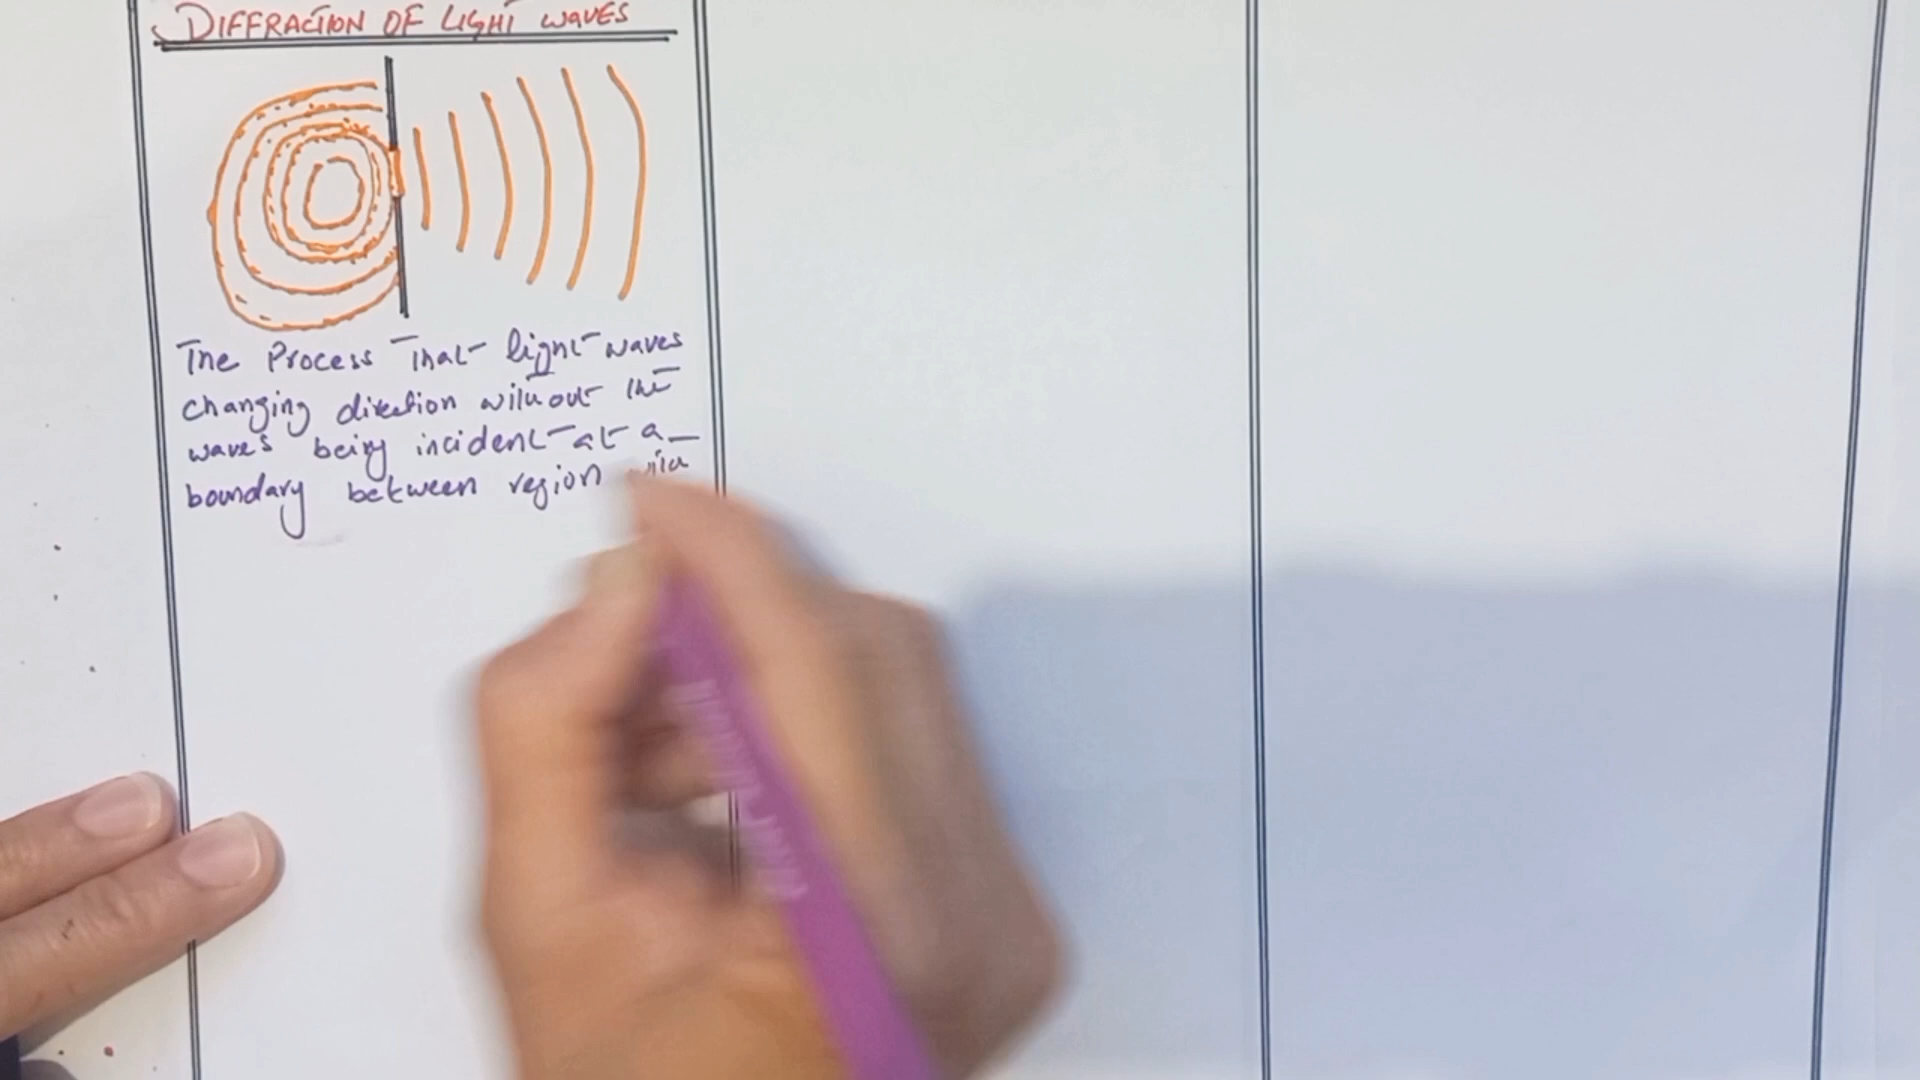 DIFFRACTION OF LIGHT WAVES
The Process That light waves
changing direction without the
waves being incident at a
boundary between region with